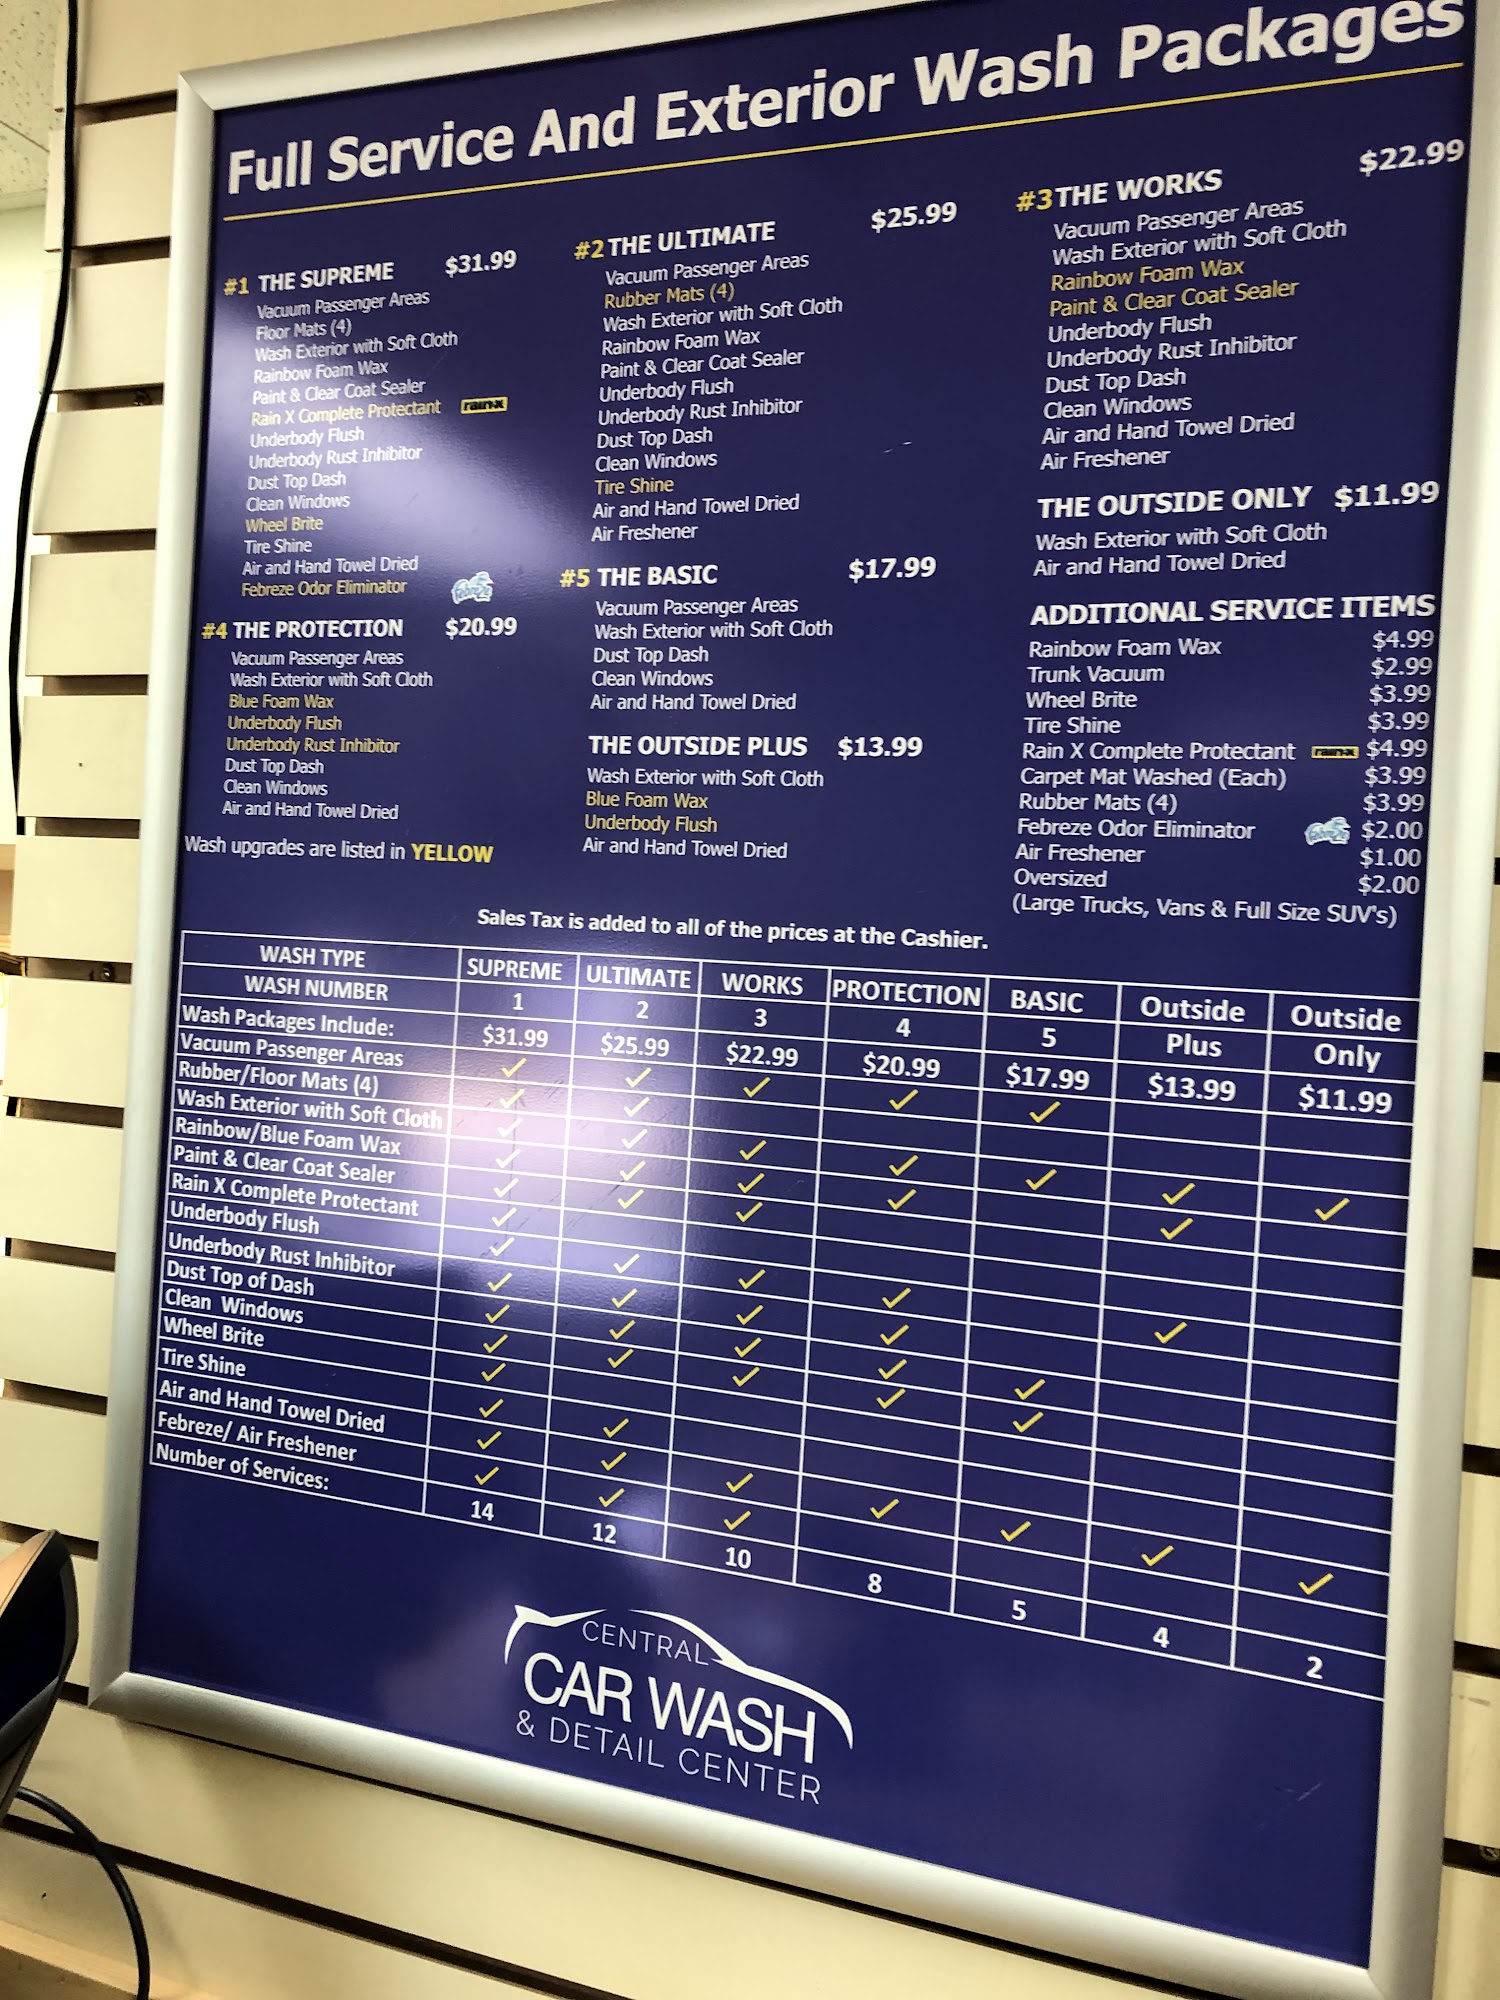 Full Service And Exterior Wash Packages
#1 THE SUPREME $31.99
Vacuum Passenger Areas
Floor Mats (4)
Wash Exterior with Soft Cloth
Rainbow Foam Wax
Paint & Clear Coat Sealer
Rain X Complete Protectant rain-x
Underbody Flush
Underbody Rust Inhibitor
Dust Top Dash
Clean Windows
Wheel Brite
Tire Shine
Air and Hand Towel Dried
Febreze Odor Eliminator febreze
#4 THE PROTECTION $20.99
Vacuum Passenger Areas
Wash Exterior with Soft Cloth
Blue Foam Wax
Underbody Flush
Underbody Rust Inhibitor
Dust Top Dash
Clean Windows
Air and Hand Towel Dried
Wash upgrades are listed in YELLOW
#2 THE ULTIMATE $25.99
Vacuum Passenger Areas
Rubber Mats (4)
Wash Exterior with Soft Cloth
Rainbow Foam Wax
Paint & Clear Coat Sealer
Underbody Flush
Underbody Rust Inhibitor
Dust Top Dash
Clean Windows
Tire Shine
Air and Hand Towel Dried
Air Freshener
#5 THE BASIC $17.99
Vacuum Passenger Areas
Wash Exterior with Soft Cloth
Dust Top Dash
Clean Windows
Air and Hand Towel Dried
THE OUTSIDE PLUS $13.99
Wash Exterior with Soft Cloth
Blue Foam Wax
Underbody Flush
Air and Hand Towel Dried
#3 THE WORKS $22.99
Vacuum Passenger Areas
Wash Exterior with Soft Cloth
Rainbow Foam Wax
Paint & Clear Coat Sealer
Underbody Flush
Underbody Rust Inhibitor
Dust Top Dash
Clean Windows
Air and Hand Towel Dried
Air Freshener
THE OUTSIDE ONLY $11.99
Wash Exterior with Soft Cloth
Air and Hand Towel Dried
ADDITIONAL SERVICE ITEMS
Rainbow Foam Wax $4.99
Trunk Vacuum $2.99
Wheel Brite $3.99
Tire Shine $3.99
Rain X Complete Protectant rain-x $4.99
Carpet Mat Washed (Each) $3.99
Rubber Mats (4) $3.99
Febreze Odor Eliminator febreze $2.00
Air Freshener $1.00
Oversized $2.00
(Large Trucks, Vans & Full Size SUV's)
Sales Tax is added to all of the prices at the Cashier.
WASH TYPE SUPREME ULTIMATE WORKS PROTECTION BASIC Outside Outside
WASH NUMBER 1 2 3 4 5 Plus Only
Wash Packages Include: $31.99 $25.99 $22.99 $20.99 $17.99 $13.99 $11.99
Vacuum Passenger Areas ✓ ✓ ✓ ✓ ✓
Rubber/Floor Mats (4) ✓ ✓
Wash Exterior with Soft Cloth ✓ ✓ ✓ ✓ ✓ ✓ ✓
Rainbow/Blue Foam Wax ✓ ✓ ✓ ✓ ✓
Paint & Clear Coat Sealer ✓ ✓ ✓
Rain X Complete Protectant ✓
Underbody Flush ✓ ✓ ✓ ✓ ✓
Underbody Rust Inhibitor ✓ ✓ ✓ ✓
Dust Top of Dash ✓ ✓ ✓ ✓ ✓
Clean Windows ✓ ✓ ✓ ✓ ✓
Wheel Brite ✓
Tire Shine ✓ ✓
Air and Hand Towel Dried ✓ ✓ ✓ ✓ ✓ ✓ ✓
Febreze/ Air Freshener ✓ ✓ ✓
Number of Services: 14 12 10 8 5 4 2
CENTRAL
CAR WASH
& DETAIL CENTER